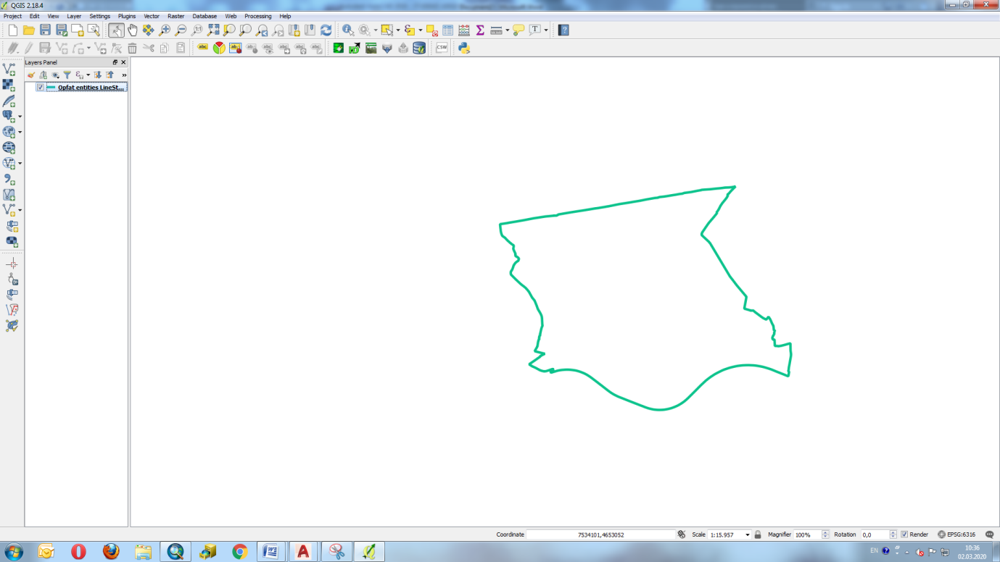 QGIS 2.18.4
Project Edit View Layer Settings Plugins Vector Raster Database Web Processing Help
abc abc CSW
Layers Panel
Opfat entities LineSt...
Coordinate 7534101,4653052 Scale 1:15.957 Magnifier 100% Rotation 0,0 Render EPSG:6316
EN 10:36
02.03.2020